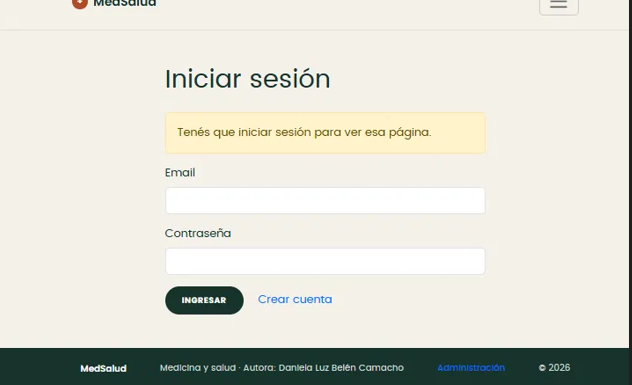 MedSalud
Iniciar sesión
Tenés que iniciar sesión para ver esa página.
Email
Contraseña
INGRESAR
Crear cuenta
MedSalud
Medicina y salud · Autora: Daniela Luz Belén Camacho
Administración
© 2026